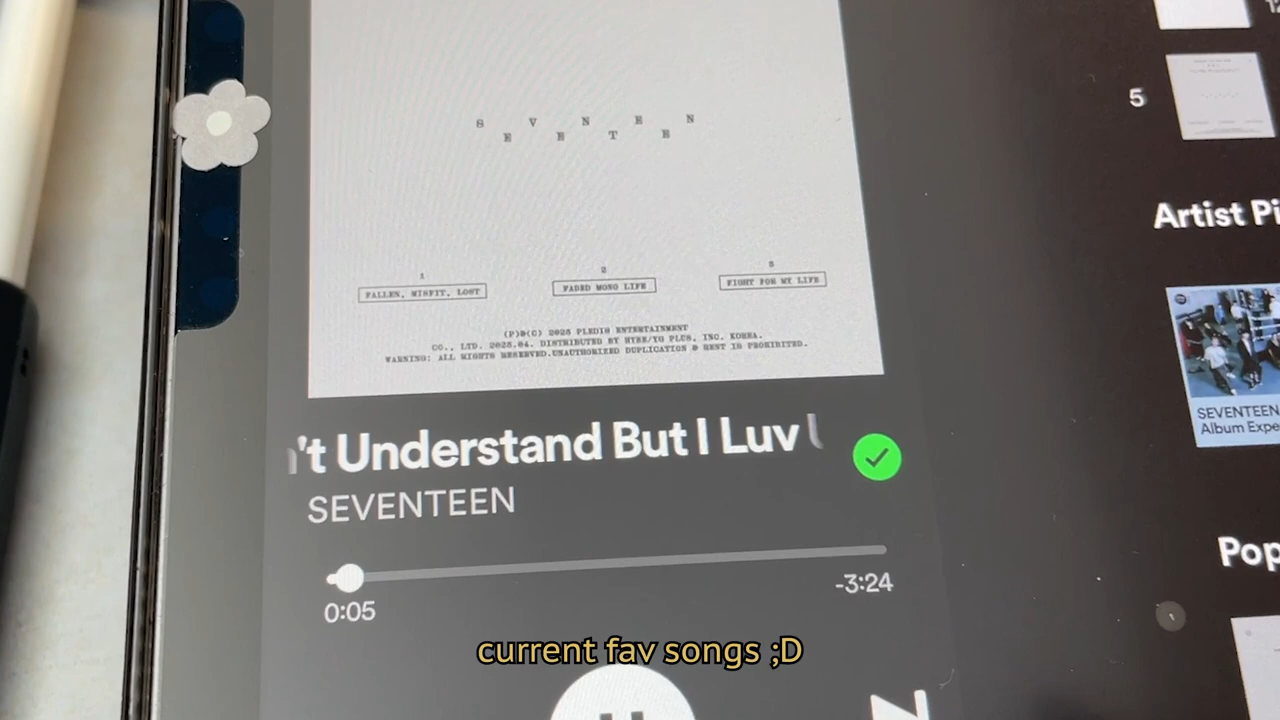 S E V E N T E E N
1 2 3
FALLEN, MISFIT, LOST FADED MONO LIFE FIGHT FOR MY LIFE
(P)&(C) 2025 PLEDIS ENTERTAINMENT
CO., LTD. 2025.04. DISTRIBUTED BY HYBE/YG PLUS, INC. KOREA.
WARNING: ALL RIGHTS RESERVED.UNAUTHORIZED DUPLICATION & RENT IS PROHIBITED.
't Understand But I Luv
SEVENTEEN
0:05 -3:24
current fav songs ;D
5
Artist Pi
SEVENTEEN
Album Expe
Pop